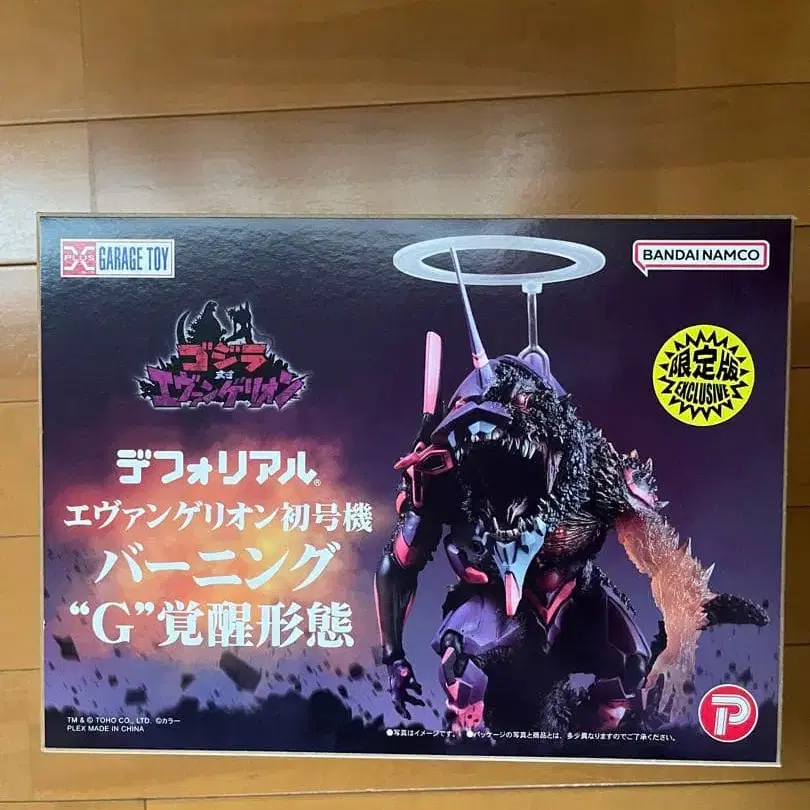 X PLUS GARAGE TOY
BANDAI NAMCO
ゴジラ
対
エヴァンゲリオン
限定版
EXCLUSIVE
デフォリアル®
エヴァンゲリオン初号機
バーニング
“G”覚醒形態
TM & © TOHO CO., LTD. ©カラー
PLEX MADE IN CHINA
●写真はイメージです。 ●パッケージの写真と商品とは、多少異なりますのでご了承ください。
P